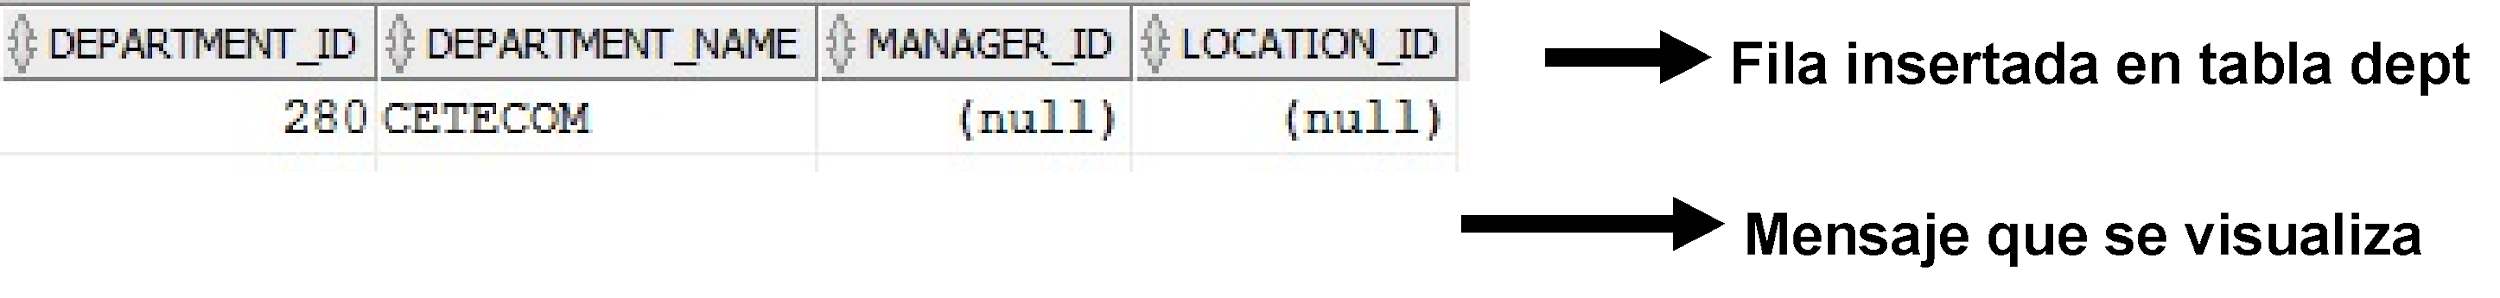 DEPARTMENT_ID DEPARTMENT_NAME MANAGER_ID LOCATION_ID
280 CETECOM (null) (null)
Fila insertada en tabla dept
Mensaje que se visualiza